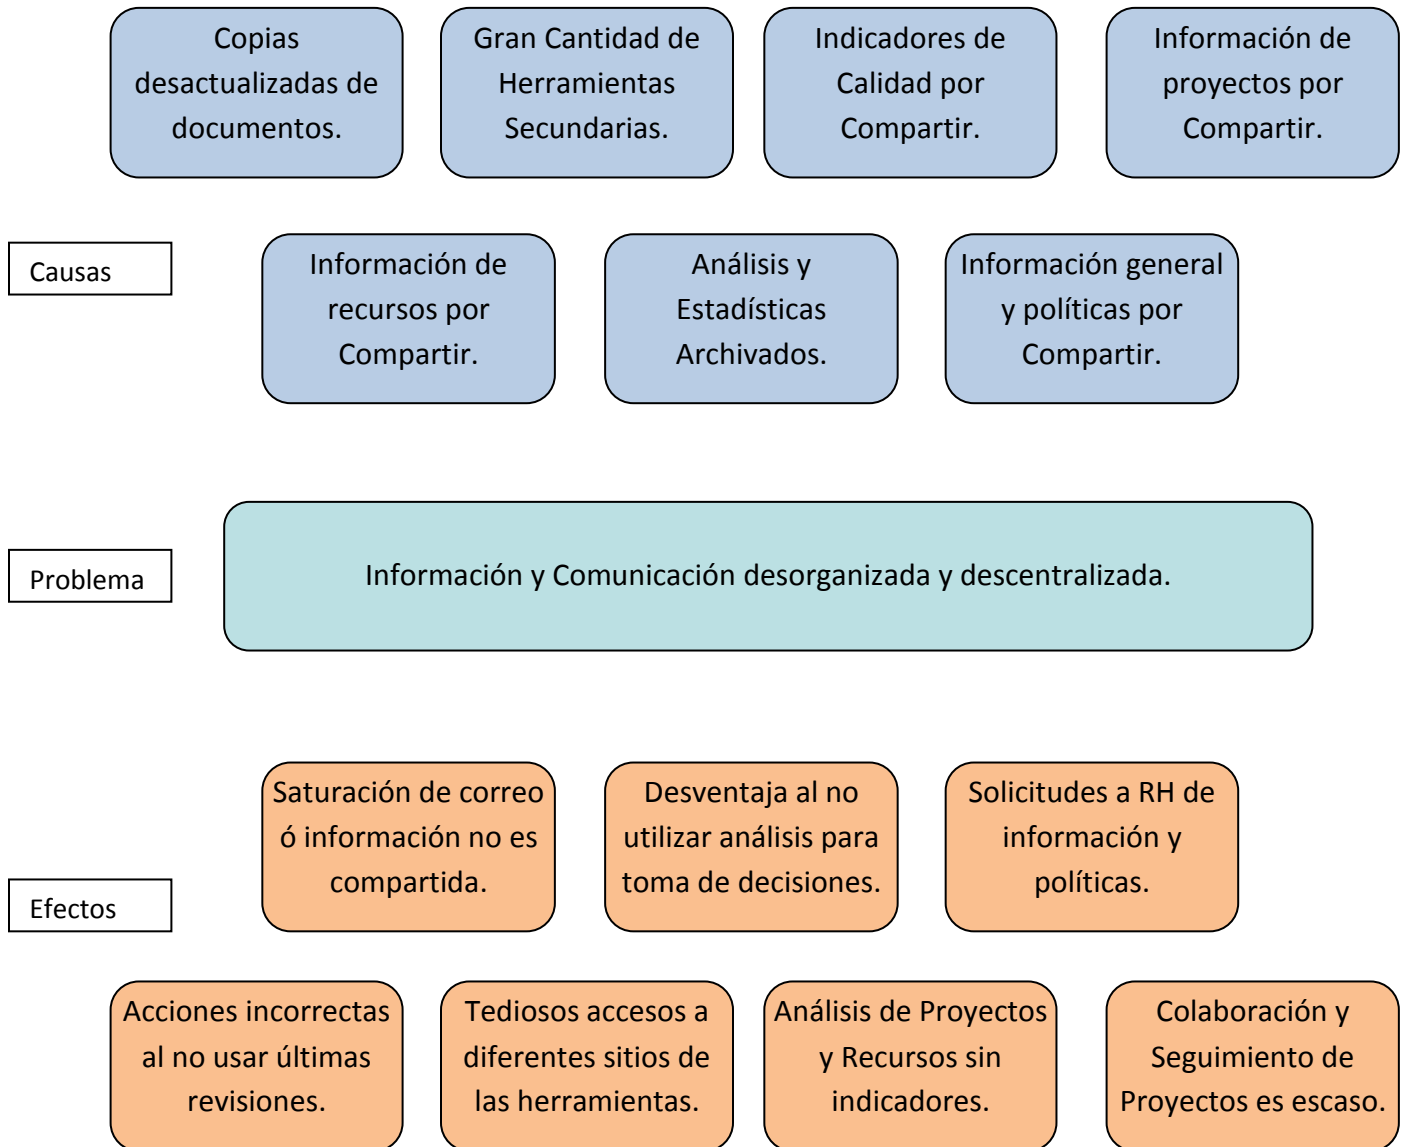 Copias
desactualizadas de
documentos.
Gran Cantidad de
Herramientas
Secundarias.
Indicadores de
Calidad por
Compartir.
Información de
proyectos por
Compartir.
Causas
Información de
recursos por
Compartir.
Análisis y
Estadísticas
Archivados.
Información general
y políticas por
Compartir.
Problema
Información y Comunicación desorganizada y descentralizada.
Saturación de correo
ó información no es
compartida.
Desventaja al no
utilizar análisis para
toma de decisiones.
Solicitudes a RH de
información y
políticas.
Efectos
Acciones incorrectas
al no usar últimas
revisiones.
Tediosos accesos a
diferentes sitios de
las herramientas.
Análisis de Proyectos
y Recursos sin
indicadores.
Colaboración y
Seguimiento de
Proyectos es escaso.